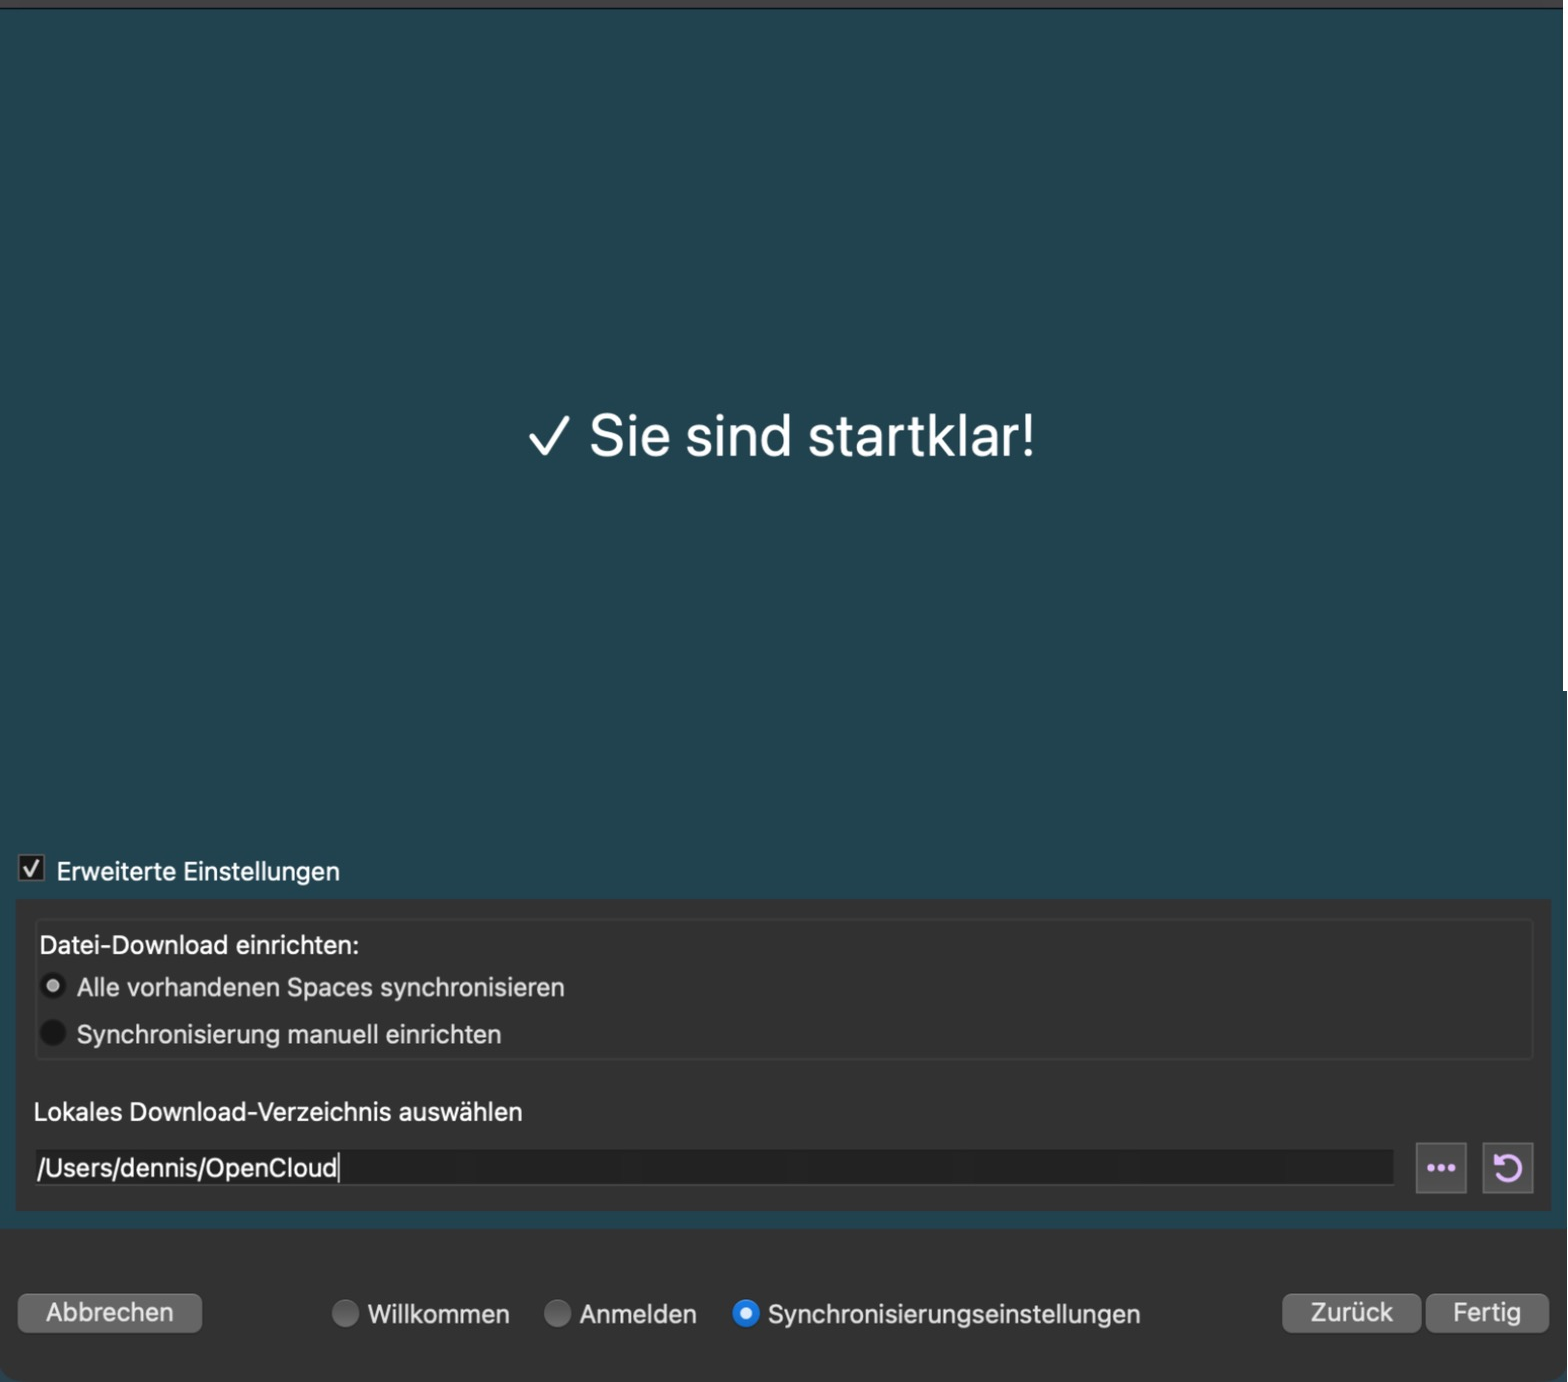 ✓ Sie sind startklar!
Erweiterte Einstellungen
Datei-Download einrichten:
Alle vorhandenen Spaces synchronisieren
Synchronisierung manuell einrichten
Lokales Download-Verzeichnis auswählen
/Users/dennis/OpenCloud
Abbrechen
Willkommen
Anmelden
Synchronisierungseinstellungen
Zurück
Fertig